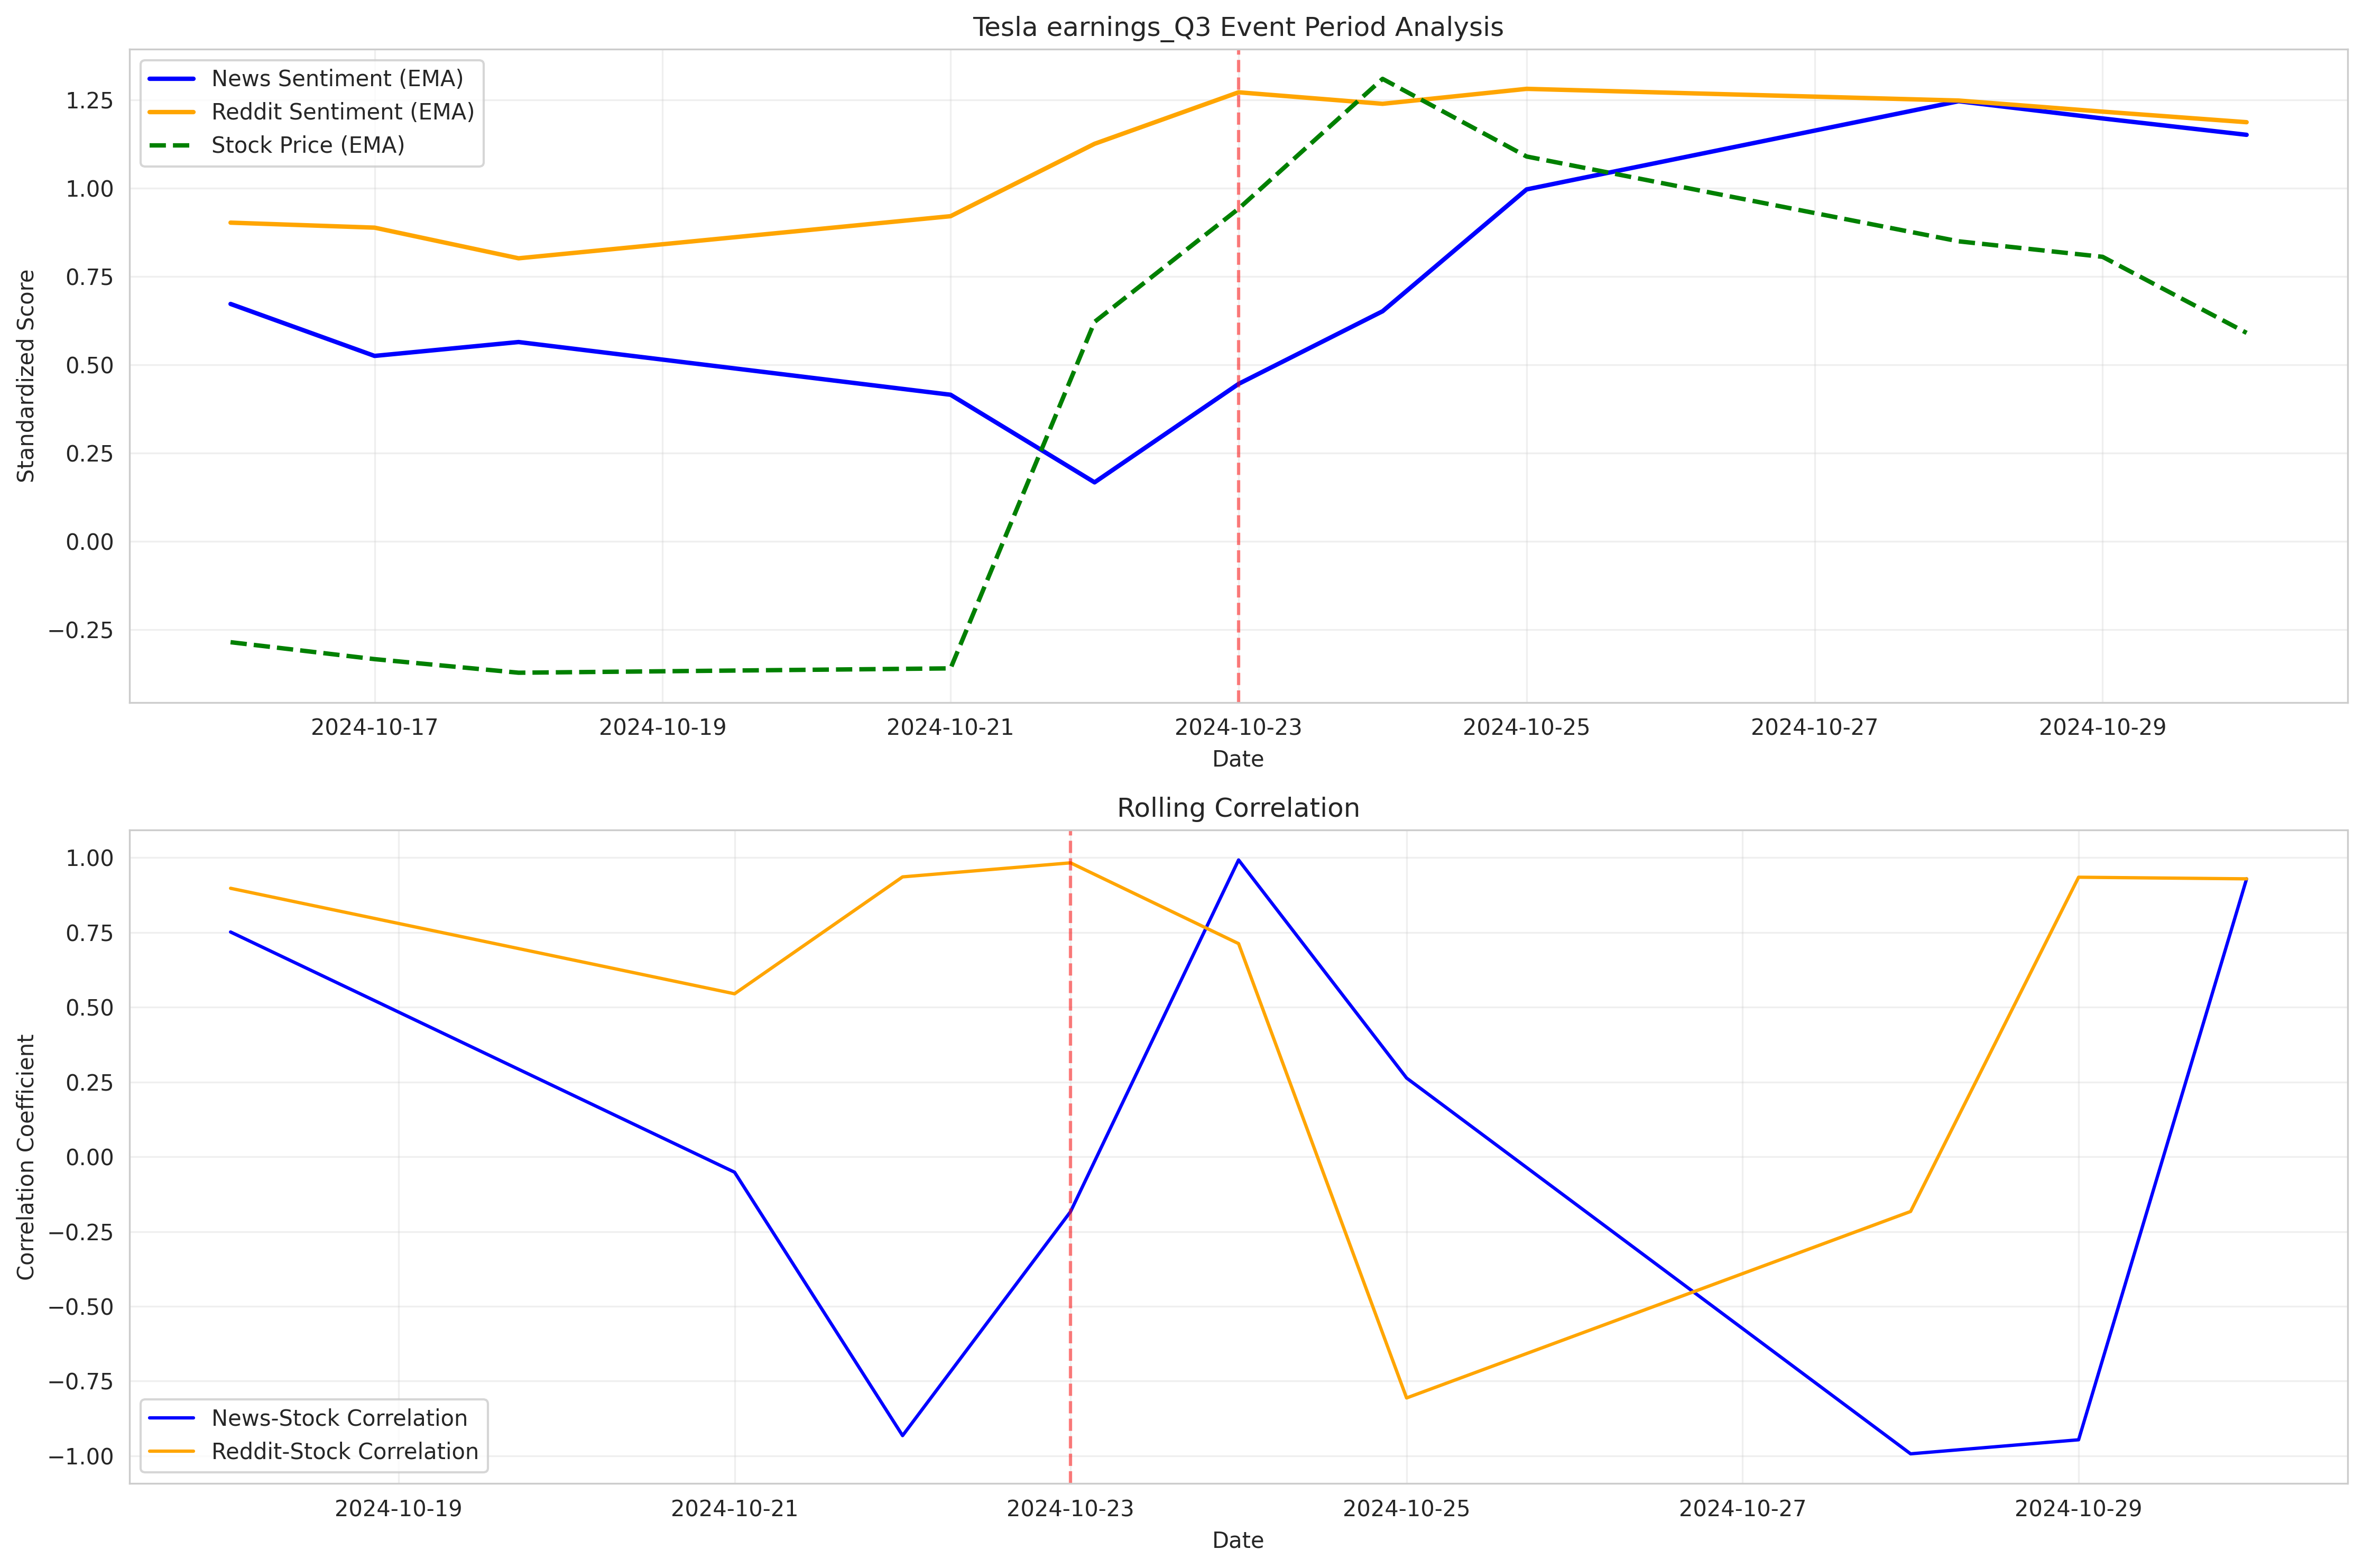 Tesla earnings_Q3 Event Period Analysis
News Sentiment (EMA)
Reddit Sentiment (EMA)
Stock Price (EMA)
Standardized Score
1.25
1.00
0.75
0.50
0.25
0.00
−0.25
2024-10-17
2024-10-19
2024-10-21
2024-10-23
2024-10-25
2024-10-27
2024-10-29
Date
Rolling Correlation
Correlation Coefficient
1.00
0.75
0.50
0.25
0.00
−0.25
−0.50
−0.75
−1.00
News-Stock Correlation
Reddit-Stock Correlation
2024-10-19
2024-10-21
2024-10-23
2024-10-25
2024-10-27
2024-10-29
Date